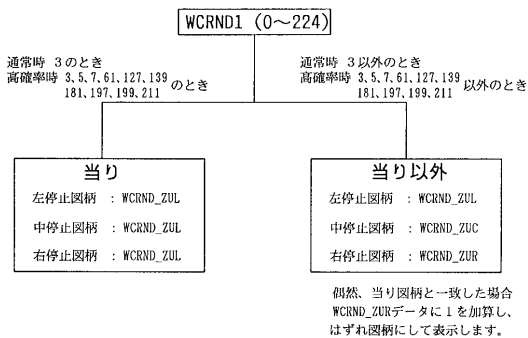 WCRND1 (0～224)
通常時 3のとき
高確率時 3、5、7、61、127、139
181、197、199、211 のとき
通常時 3以外のとき
高確率時 3、5、7、61、127、139
181、197、199、211 以外のとき
当り
左停止図柄 : WCRND_ZUL
中停止図柄 : WCRND_ZUL
右停止図柄 : WCRND_ZUL
当り以外
左停止図柄 : WCRND_ZUL
中停止図柄 : WCRND_ZUC
右停止図柄 : WCRND_ZUR
偶然、当り図柄と一致した場合
WCRND_ZURデータに1を加算し、
はずれ図柄にして表示します。